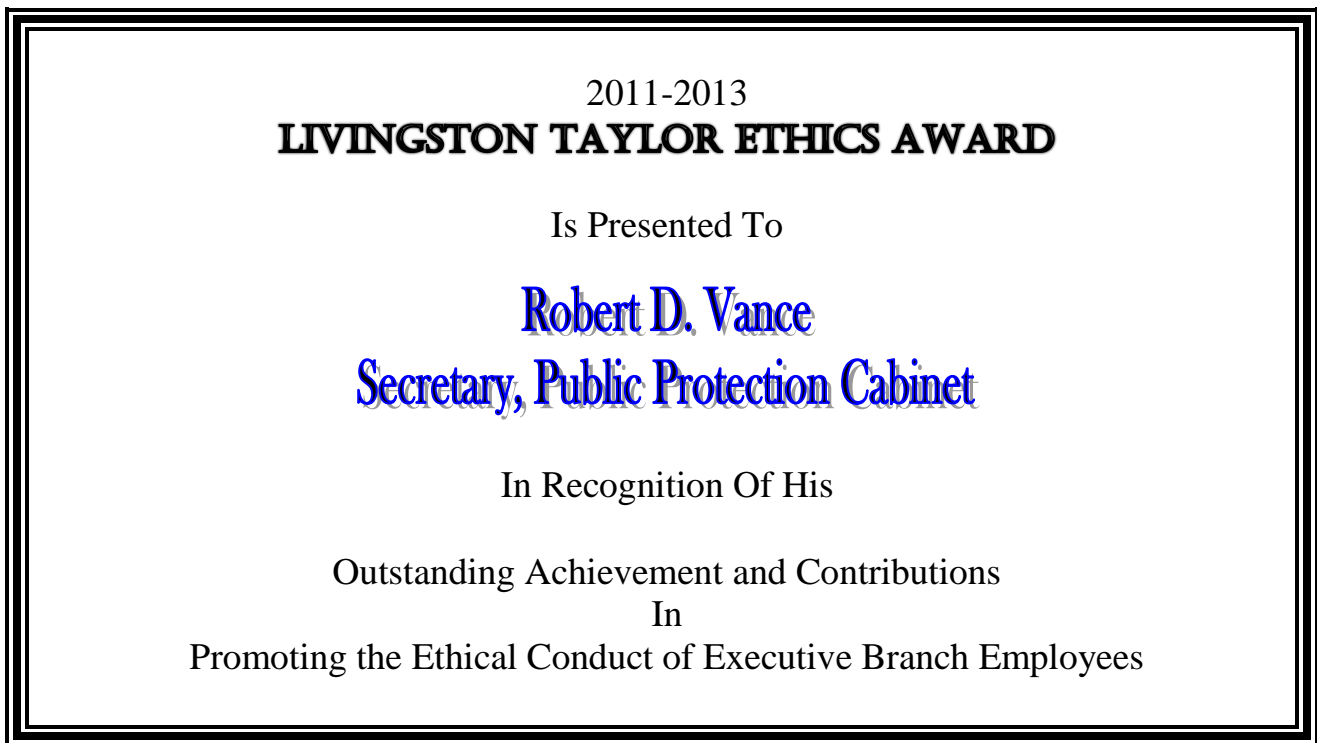 2011-2013
LIVINGSTON TAYLOR ETHICS AWARD
Is Presented To
Robert D. Vance
Secretary, Public Protection Cabinet
In Recognition Of His
Outstanding Achievement and Contributions
In
Promoting the Ethical Conduct of Executive Branch Employees